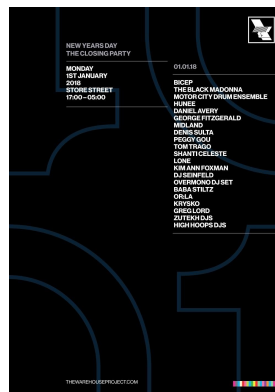 NEW YEARS DAY
THE CLOSING PARTY
MONDAY
1ST JANUARY
2018
STORE STREET
17:00 – 05:00
01.01.18
BICEP
THE BLACK MADONNA
MOTOR CITY DRUM ENSEMBLE
HUNEE
DANIEL AVERY
GEORGE FITZGERALD
MIDLAND
DENIS SULTA
PEGGY GOU
TOM TRAGO
SHANTI CELESTE
LONE
KIM ANN FOXMAN
DJ SEINFELD
OVERMONO DJ SET
BABA STILTZ
OR:LA
KRYSKO
GREG LORD
ZUTEKH DJS
HIGH HOOPS DJS
THEWAREHOUSEPROJECT.COM